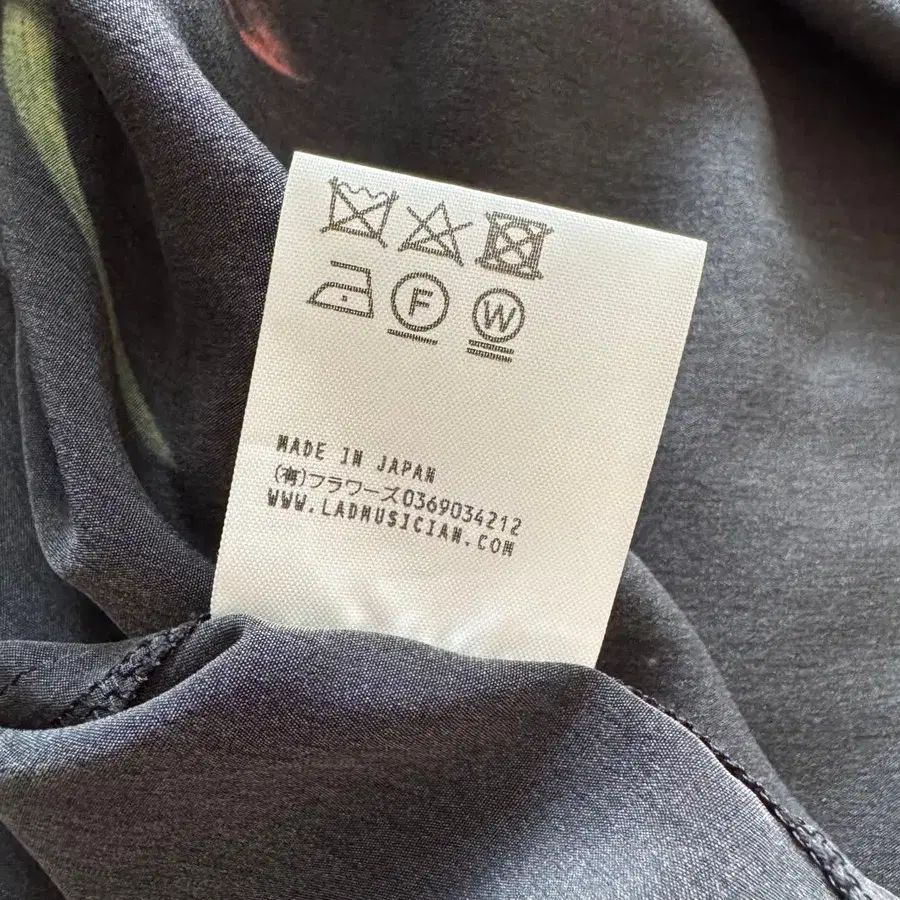 F W
MADE IN JAPAN
(有)フラワーズ0369034212
WWW.LADMUSICIAN.COM